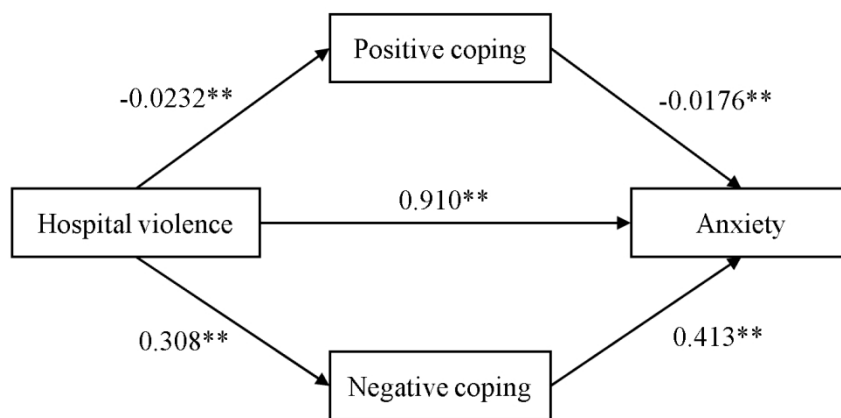 Positive coping
-0.0232**
-0.0176**
0.910**
Hospital violence
Anxiety
0.308**
0.413**
Negative coping